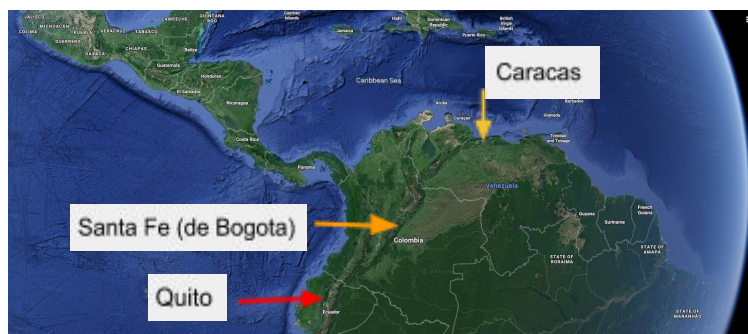 CAMPECHE
QUINTANA
ROO
Cayman
Islands
Haiti
Dominican
Republic
British
Virgin
Islands
JALISCO
MICHOACÁN
COLIMA
PUEBLA
VERACRUZ
TABASCO
GUERRERO
OAXACA
CHIAPAS
Belize
Jamaica
Puerto Rico
Guatemala
Honduras
El Salvador
Nicaragua
Caribbean Sea
Caracas
Aruba
Curaçao
Barbados
Grenada
Trinidad
and Tobago
Costa Rica
Panama
Venezuela
Santa Fe (de Bogota)
Colombia
Guyana
Suriname
French
Guiana
STATE OF
RORAIMA
STATE OF
AMAPÁ
Quito
Ecuador
STATE OF
MARANHÃO